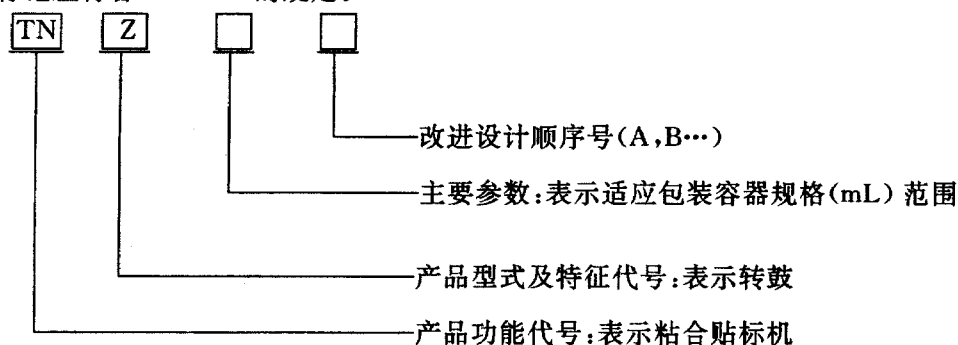 TN Z
改进设计顺序号(A,B…)
主要参数:表示适应包装容器规格(mL)范围
产品型式及特征代号:表示转鼓
产品功能代号:表示粘合贴标机